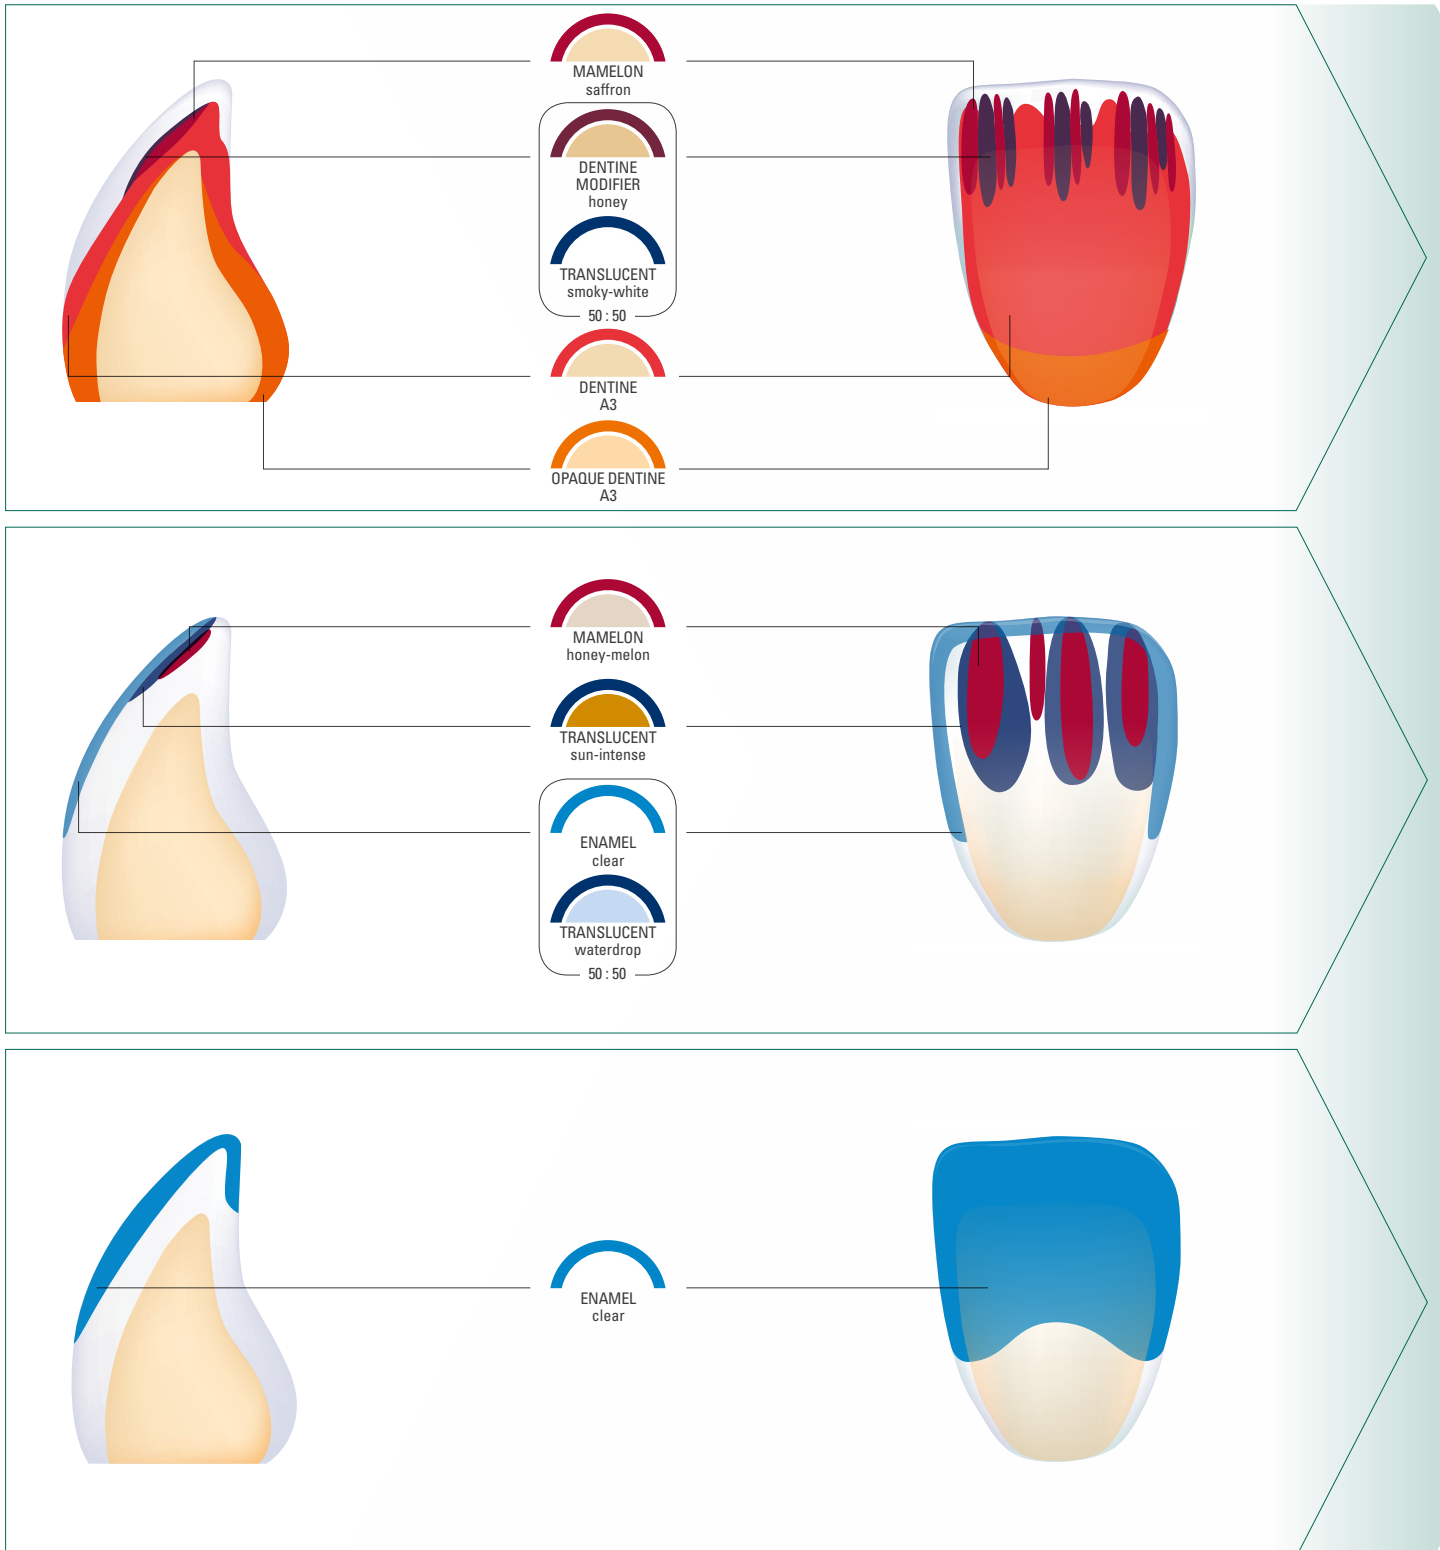 MAMELON
saffron
DENTINE
MODIFIER
honey
TRANSLUCENT
smoky-white
50 : 50
DENTINE
A3
OPAQUE DENTINE
A3
MAMELON
honey-melon
TRANSLUCENT
sun-intense
ENAMEL
clear
TRANSLUCENT
waterdrop
50 : 50
ENAMEL
clear